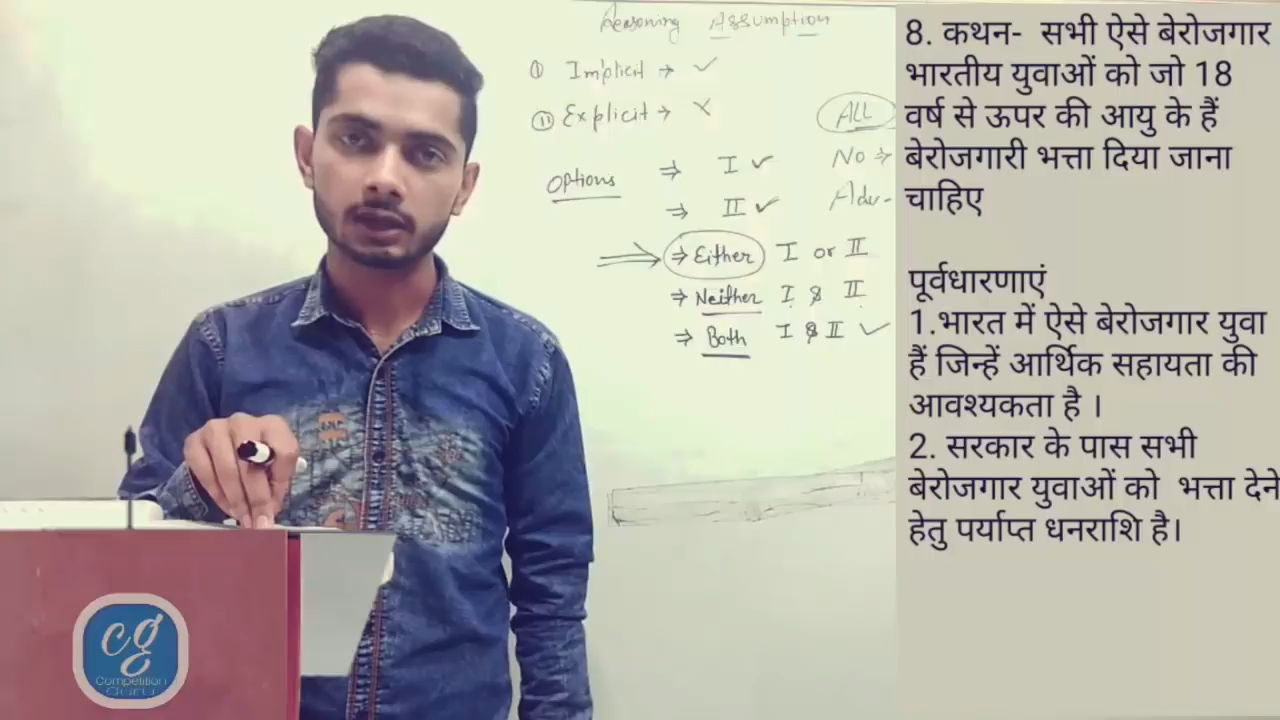 Reasoning Assumption
① Implicit → ✓
⑪ Explicit → ✗
ALL
Options ⇒ I ✓
No ⇒
⇒ II ✓
Adv-
⇒ Either I or II
⇒ Neither I & II
⇒ Both I & II ✓
8. कथन- सभी ऐसे बेरोजगार
भारतीय युवाओं को जो 18
वर्ष से ऊपर की आयु के हैं
बेरोजगारी भत्ता दिया जाना
चाहिए
पूर्वधारणाएं
1.भारत में ऐसे बेरोजगार युवा
हैं जिन्हें आर्थिक सहायता की
आवश्यकता है ।
2. सरकार के पास सभी
बेरोजगार युवाओं को भत्ता देने
हेतु पर्याप्त धनराशि है।
cg
Competition
Guru